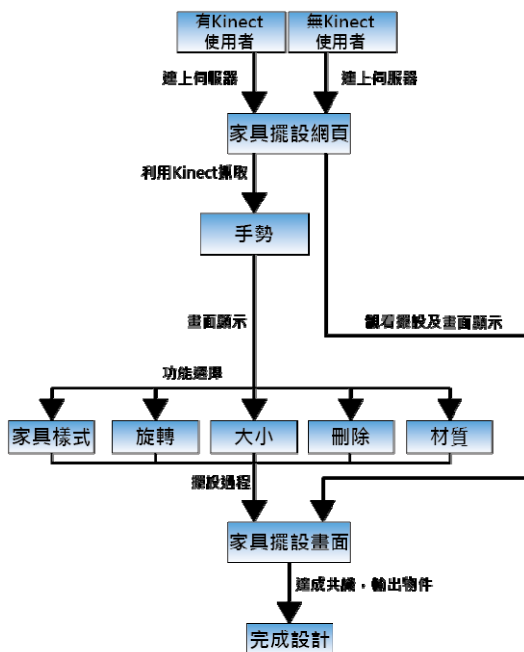 有Kinect
使用者
無Kinect
使用者
連上伺服器
連上伺服器
家具擺設網頁
利用Kinect抓取
手勢
畫面顯示
觀看擺設及畫面顯示
功能選擇
家具樣式
旋轉
大小
刪除
材質
擺設過程
家具擺設畫面
達成共識，輸出物件
完成設計